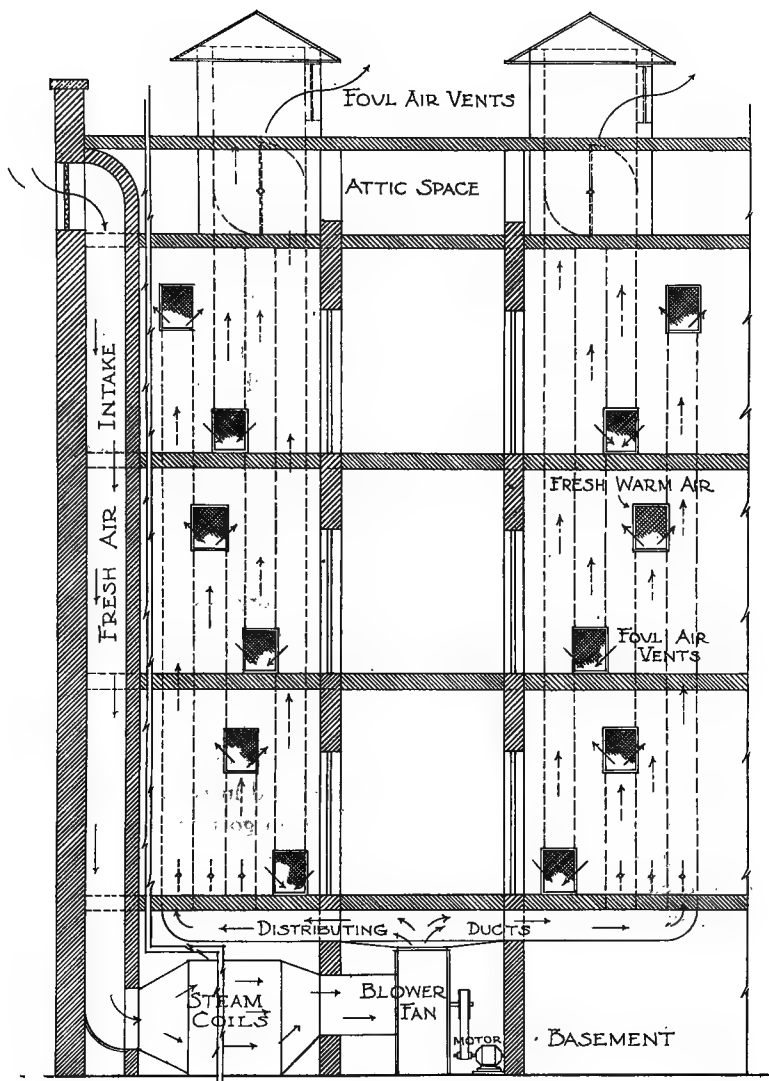 FOUL AIR VENTS
ATTIC SPACE
FRESH AIR INTAKE
FRESH WARM AIR
FOUL AIR
VENTS
DISTRIBUTING DUCTS
STEAM
COILS
BLOWER
FAN
MOTOR
BASEMENT